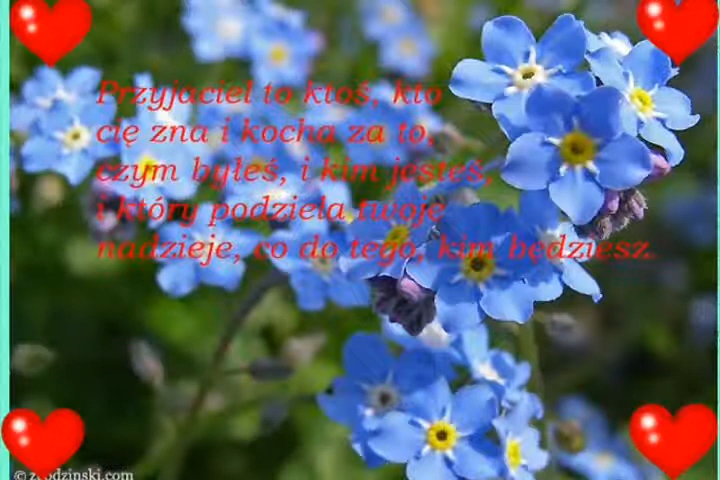 Przyjaciel to ktoś, kto
cię zna i kocha za to,
czym byłeś, i kim jesteś,
i który podziela twoje
nadzieje, co do tego, kim będziesz.